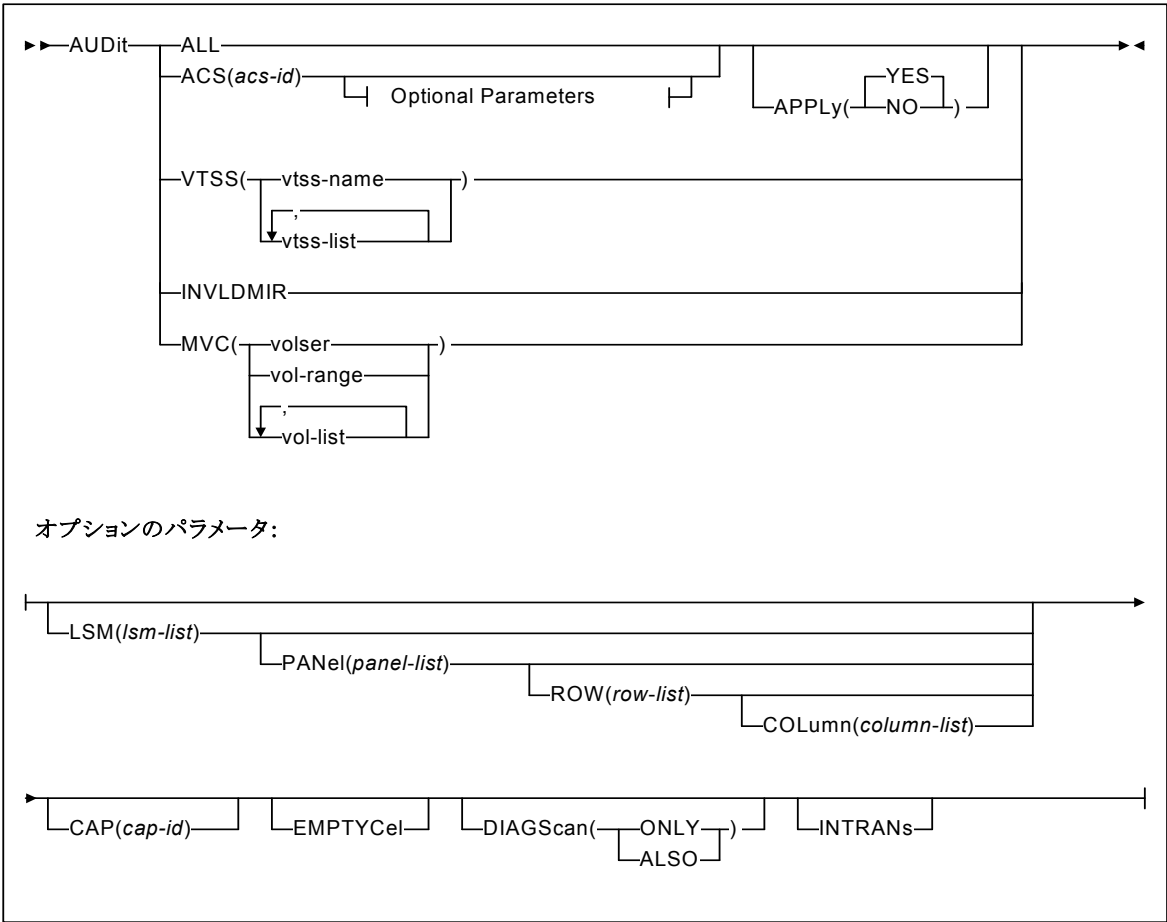 AUDit ALL
ACS(acs-id) YES
Optional Parameters APPLy( NO )
VTSS( vtss-name )
,
vtss-list
INVLDMIR
MVC( volser )
vol-range
,
vol-list
オプションのパラメータ:
LSM(lsm-list)
PANel(panel-list)
ROW(row-list)
COLumn(column-list)
CAP(cap-id) EMPTYCel DIAGScan( ONLY ) INTRANs
ALSO